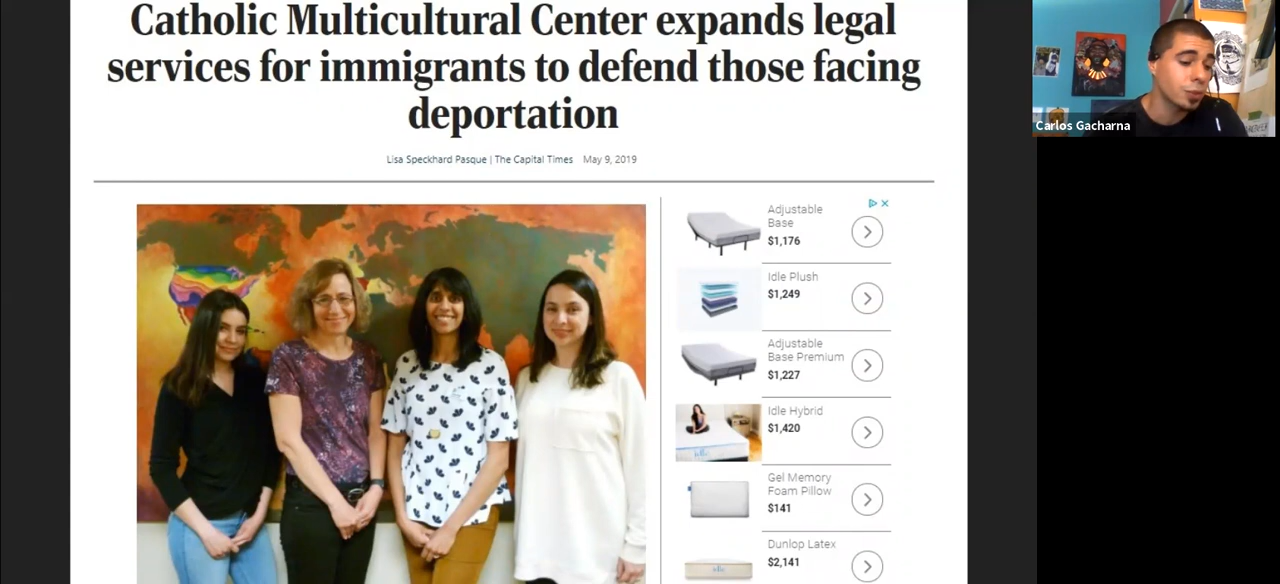 Catholic Multicultural Center expands legal
services for immigrants to defend those facing
deportation
Lisa Speckhard Pasque | The Capital Times May 9, 2019
Adjustable
Base
$1,176
Idle Plush
$1,249
Adjustable
Base Premium
$1,227
Idle Hybrid
$1,420
Gel Memory
Foam Pillow
$141
Dunlop Latex
$2,141
Carlos Gacharna